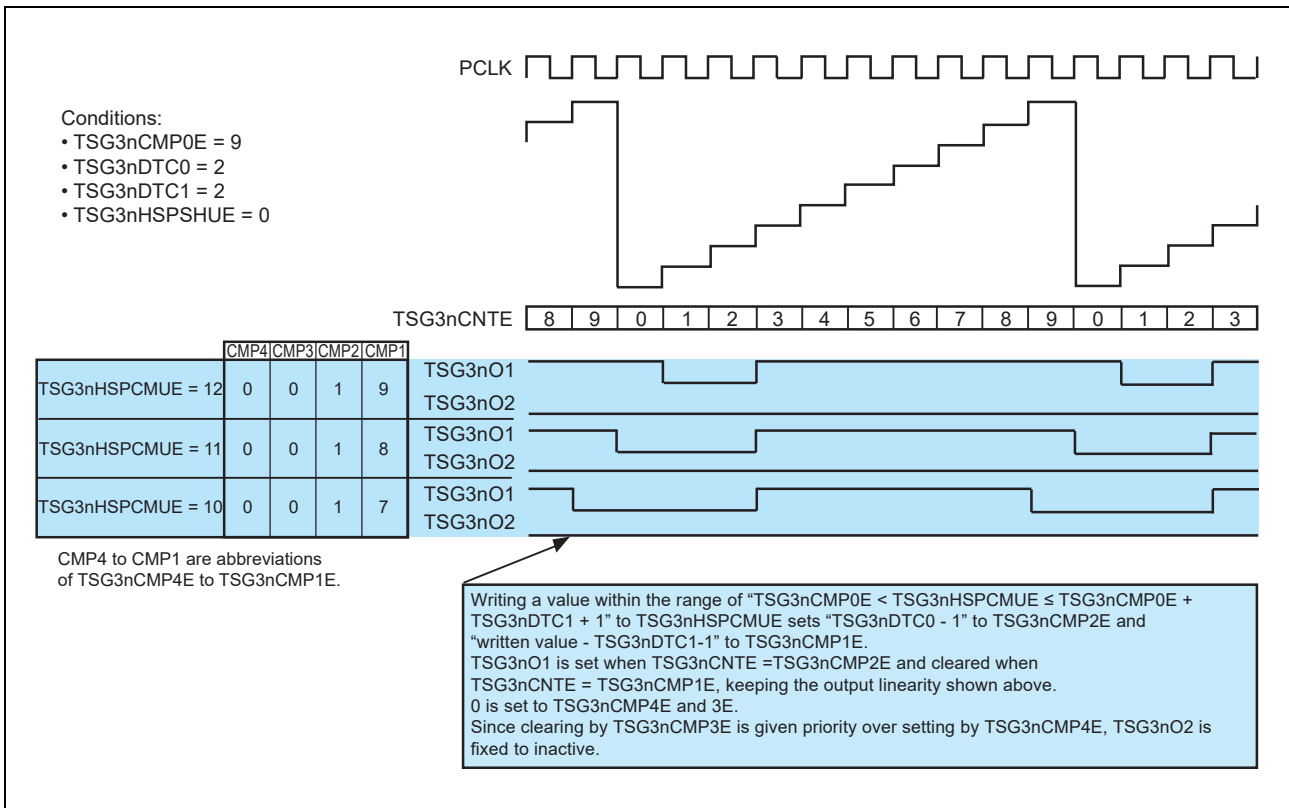 PCLK
Conditions:
• TSG3nCMP0E = 9
• TSG3nDTC0 = 2
• TSG3nDTC1 = 2
• TSG3nHSPSHUE = 0
TSG3nCNTE 8 9 0 1 2 3 4 5 6 7 8 9 0 1 2 3
CMP4 CMP3 CMP2 CMP1
TSG3nHSPCMUE = 12 0 0 1 9 TSG3nO1
TSG3nO2
TSG3nHSPCMUE = 11 0 0 1 8 TSG3nO1
TSG3nO2
TSG3nHSPCMUE = 10 0 0 1 7 TSG3nO1
TSG3nO2
CMP4 to CMP1 are abbreviations
of TSG3nCMP4E to TSG3nCMP1E.
Writing a value within the range of “TSG3nCMP0E < TSG3nHSPCMUE ≤ TSG3nCMP0E +
TSG3nDTC1 + 1” to TSG3nHSPCMUE sets “TSG3nDTC0 - 1” to TSG3nCMP2E and
“written value - TSG3nDTC1-1” to TSG3nCMP1E.
TSG3nO1 is set when TSG3nCNTE =TSG3nCMP2E and cleared when
TSG3nCNTE = TSG3nCMP1E, keeping the output linearity shown above.
0 is set to TSG3nCMP4E and 3E.
Since clearing by TSG3nCMP3E is given priority over setting by TSG3nCMP4E, TSG3nO2 is
fixed to inactive.